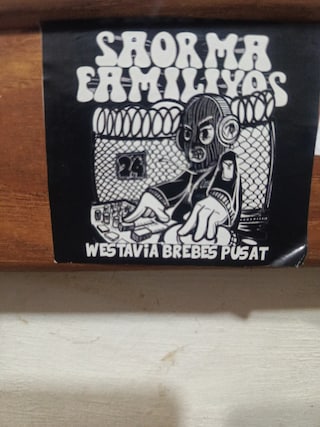 SAORMA
FAMILIYOS
24
WESTAVIA BREBES PUSAT